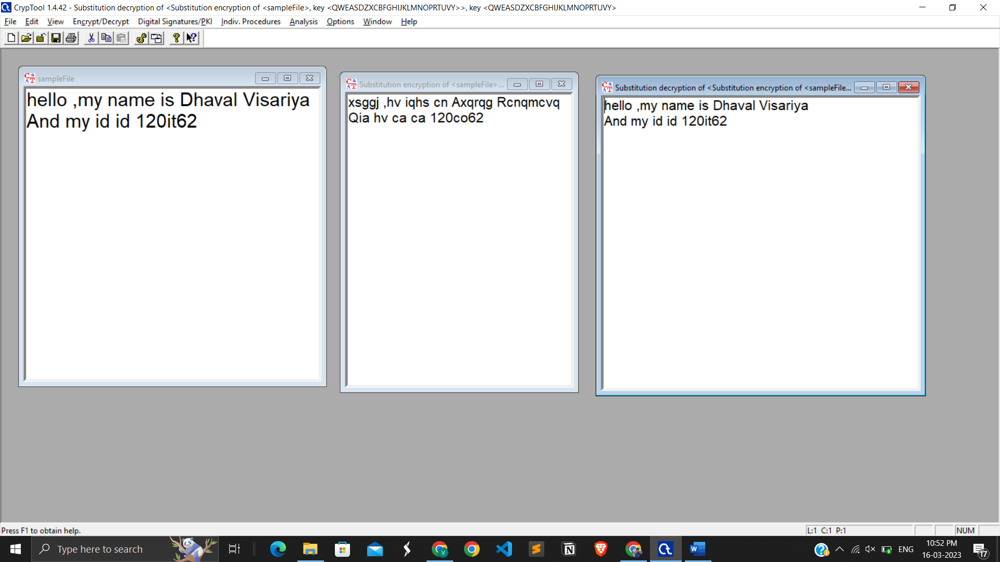 CrypTool 1.4.42 - Substitution decryption of <Substitution encryption of <sampleFile>, key <QWEASDZXCBFGHIJKLMNOPRTUVY>>, key <QWEASDZXCBFGHIJKLMNOPRTUVY>
File Edit View Encrypt/Decrypt Digital Signatures/PKI Indiv. Procedures Analysis Options Window Help
sampleFile
hello ,my name is Dhaval Visariya
And my id id 120it62
Substitution encryption of <sampleFile>...
xsggj ,hv iqhs cn Axqrqg Rcnqmcvq
Qia hv ca ca 120co62
Substitution decryption of <Substitution encryption of <sampleFile...
hello ,my name is Dhaval Visariya
And my id id 120it62
Press F1 to obtain help.
L:1 C:1 P:1
NUM
Type here to search
ENG
10:52 PM
16-03-2023
17